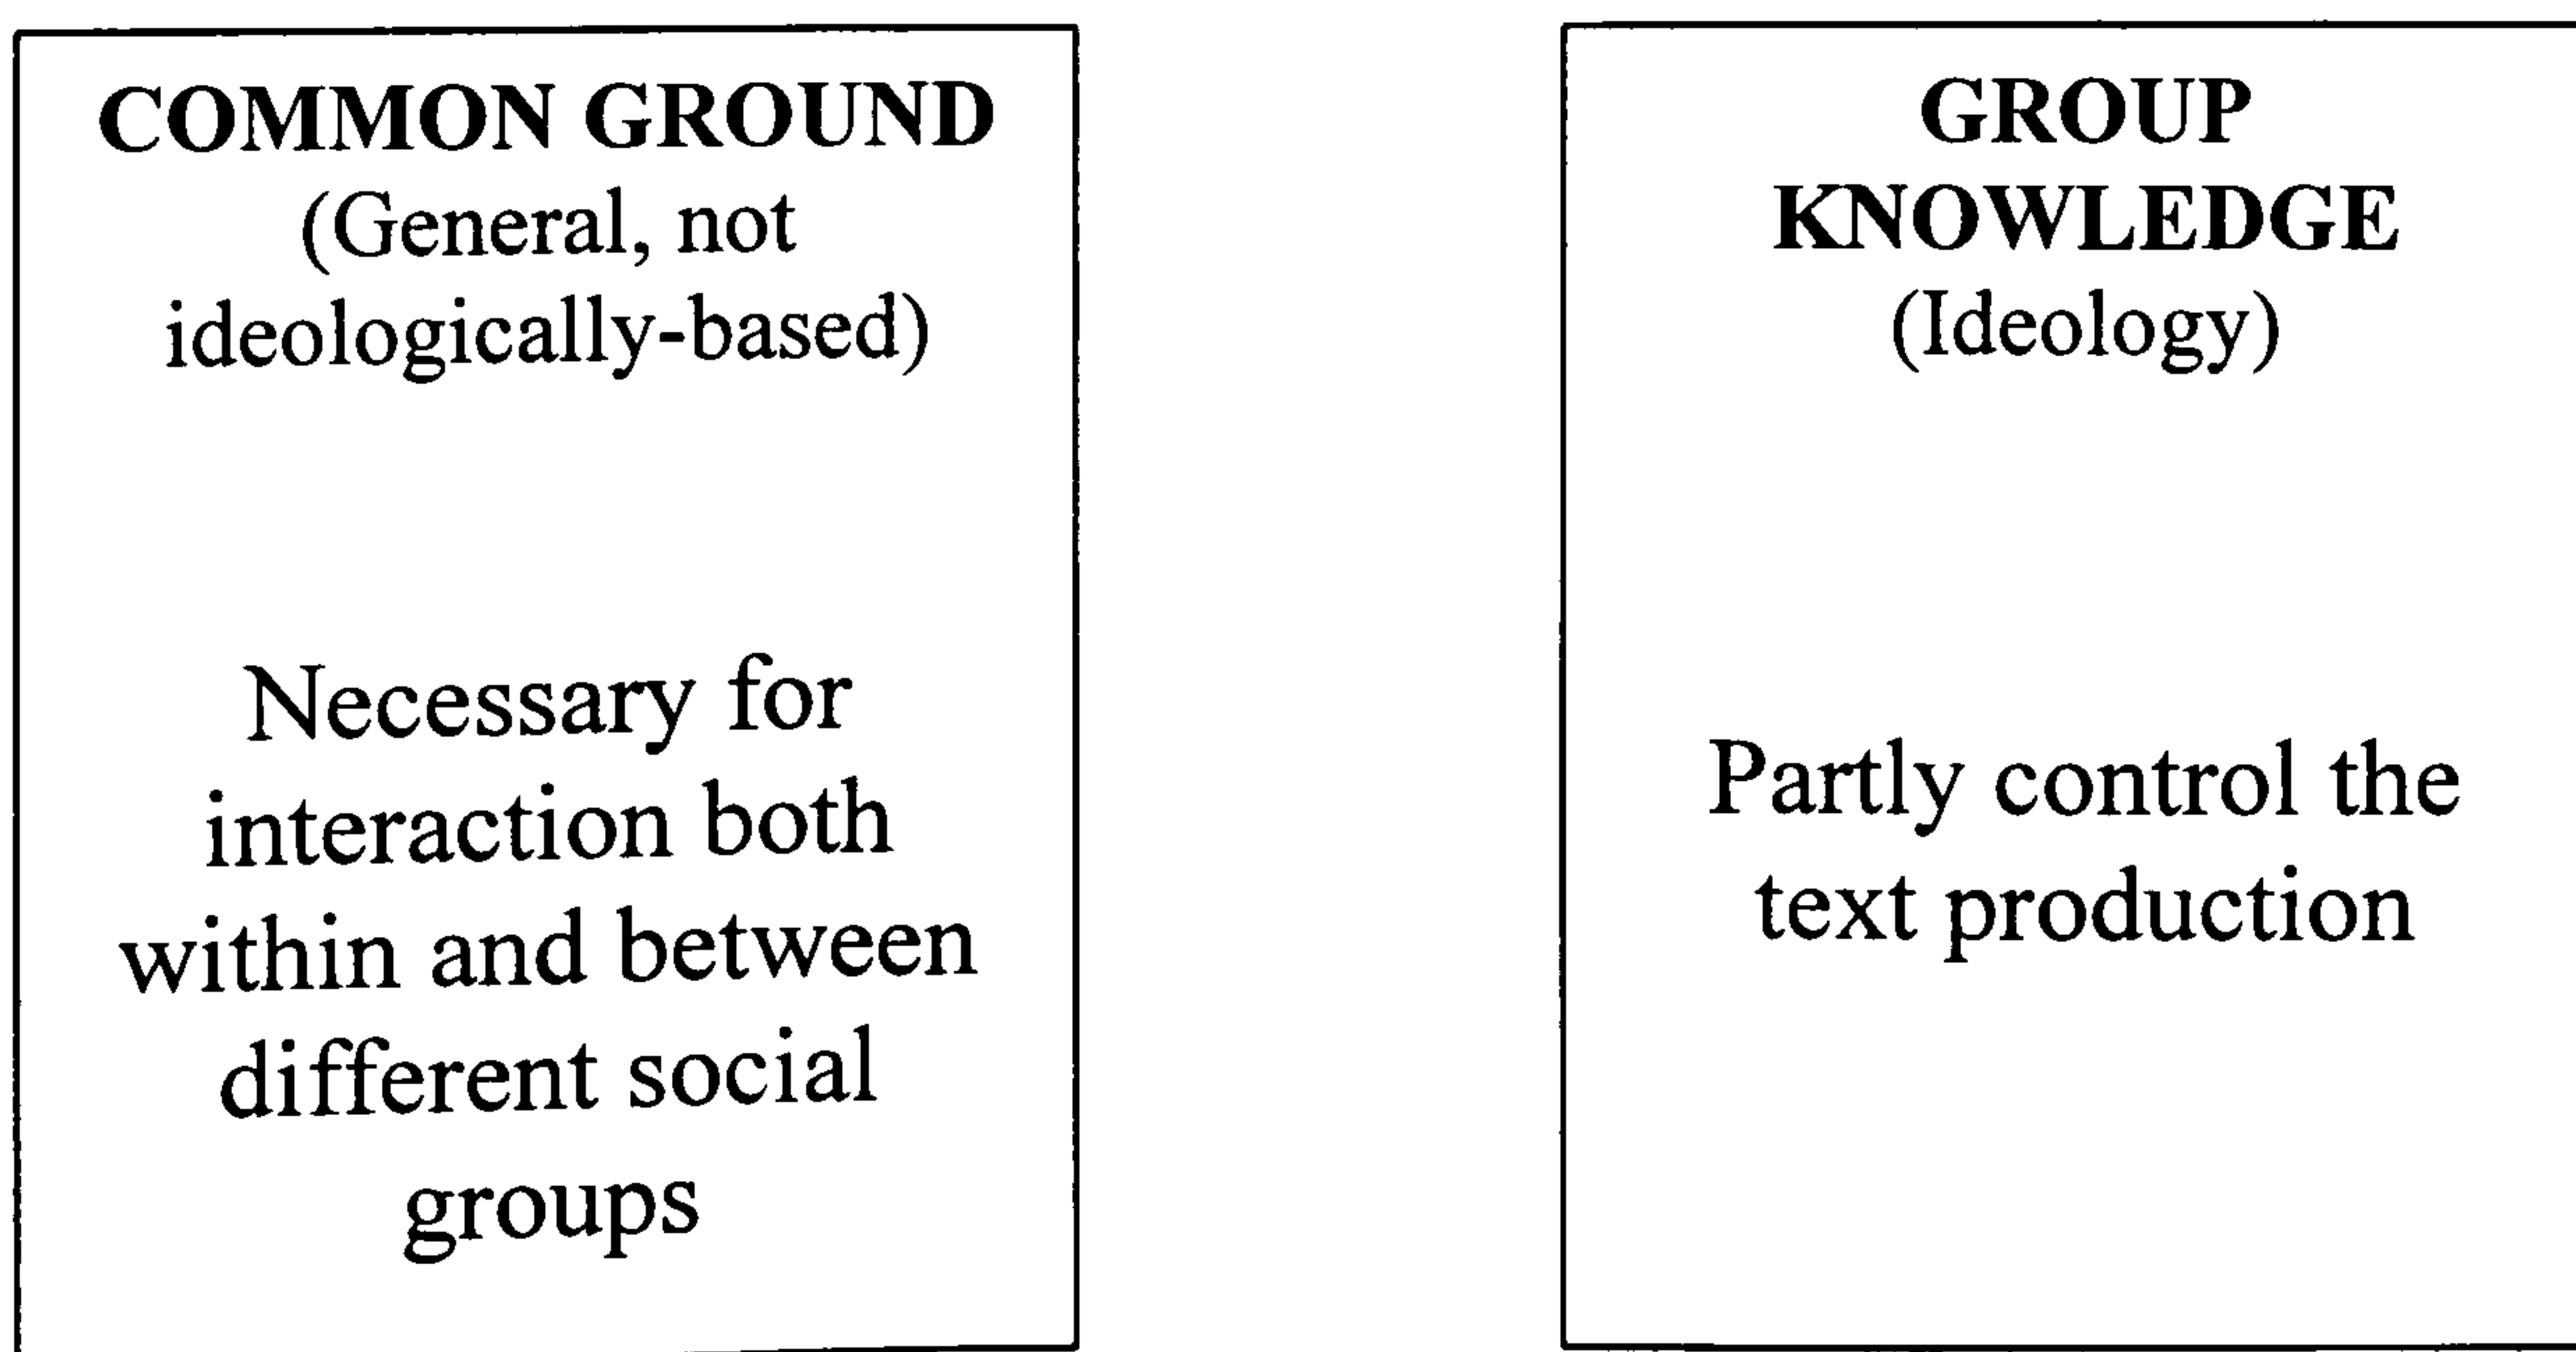 COMMON GROUND
(General, not
ideologically-based)
Necessary for
interaction both
within and between
different social
groups
GROUP
KNOWLEDGE
(Ideology)
Partly control the
text production